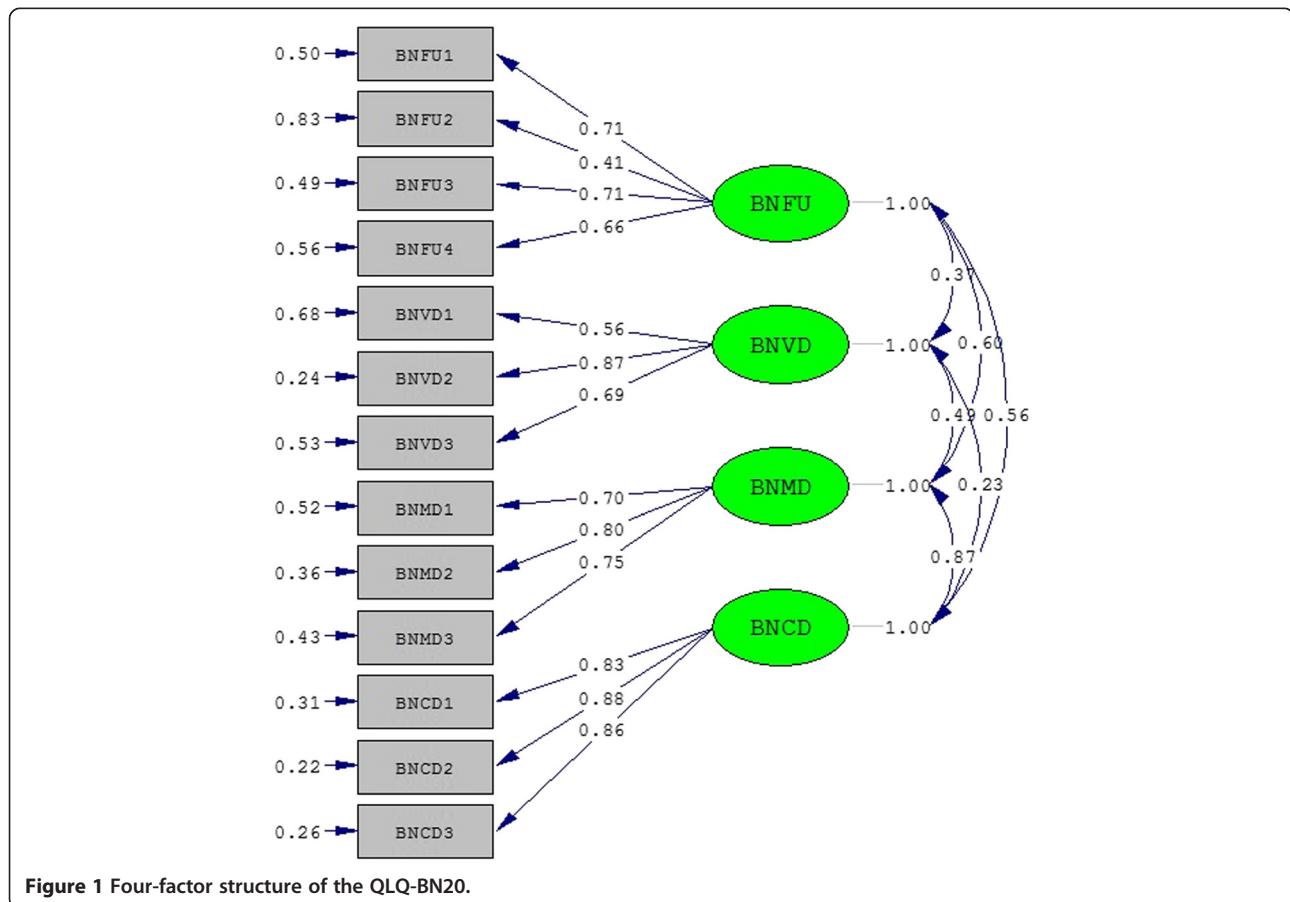 0.50 BNFU1
0.83 BNFU2
0.49 BNFU3
0.56 BNFU4
0.68 BNVD1
0.24 BNVD2
0.53 BNVD3
0.52 BNMD1
0.36 BNMD2
0.43 BNMD3
0.31 BNCD1
0.22 BNCD2
0.26 BNCD3
0.71
0.41
0.71
0.66
0.56
0.87
0.69
0.70
0.80
0.75
0.83
0.88
0.86
BNFU 1.00
BNVD 1.00
BNMD 1.00
BNCD 1.00
0.37
0.60
0.49 0.56
0.23
0.87
Figure 1 Four-factor structure of the QLQ-BN20.